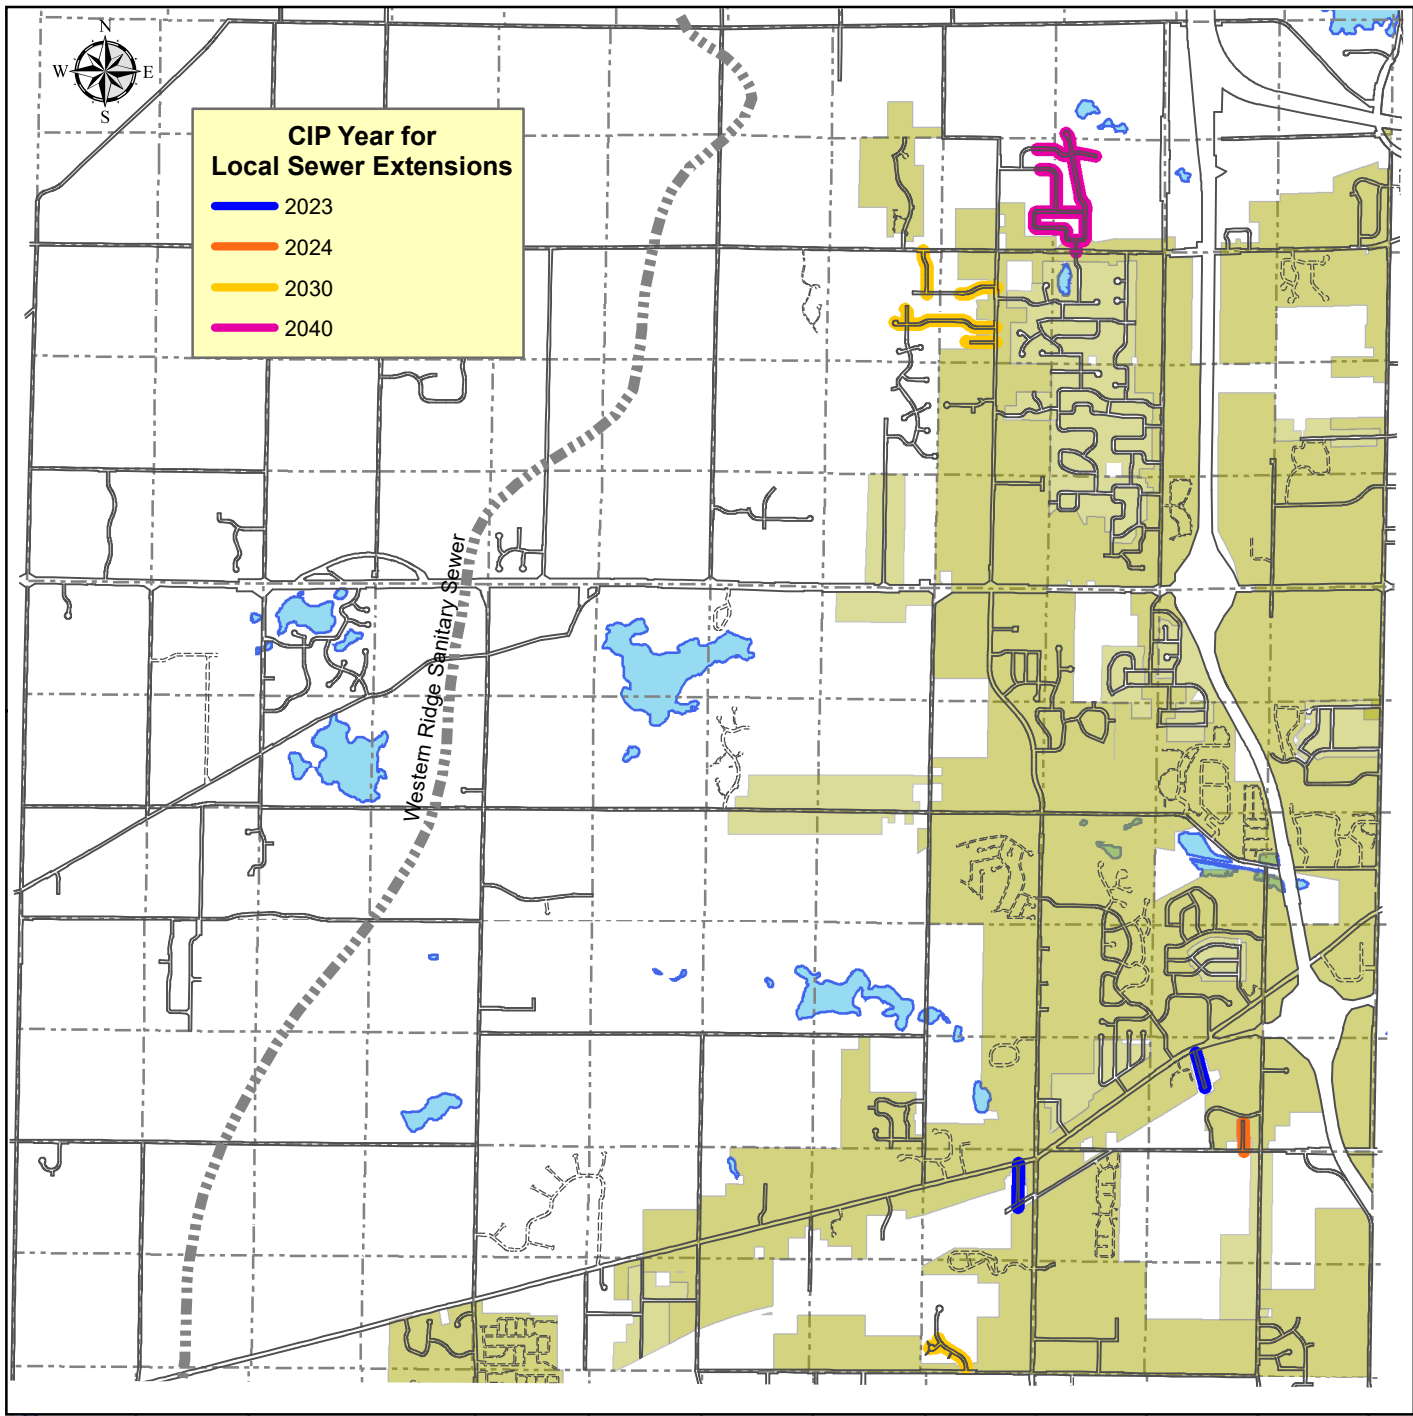 N
W E
S
CIP Year for
Local Sewer Extensions
2023
2024
2030
2040
Western Ridge Sanitary Sewer